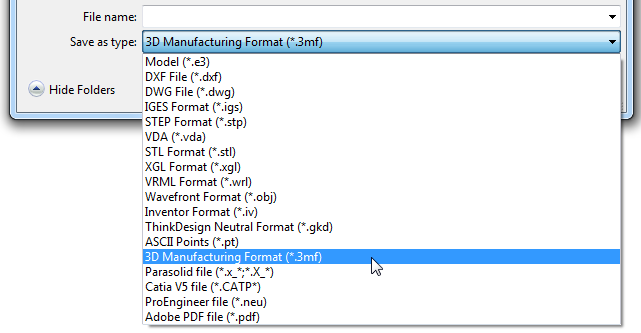 File name:
Save as type: 3D Manufacturing Format (*.3mf)
Model (*.e3)
DXF File (*.dxf)
DWG File (*.dwg)
IGES Format (*.igs)
STEP Format (*.stp)
VDA (*.vda)
STL Format (*.stl)
XGL Format (*.xgl)
VRML Format (*.wrl)
Wavefront Format (*.obj)
Inventor Format (*.iv)
ThinkDesign Neutral Format (*.gkd)
ASCII Points (*.pt)
3D Manufacturing Format (*.3mf)
Parasolid file (*.x_*;*.X_*)
Catia V5 file (*.CATP*)
ProEngineer file (*.neu)
Adobe PDF file (*.pdf)
Hide Folders